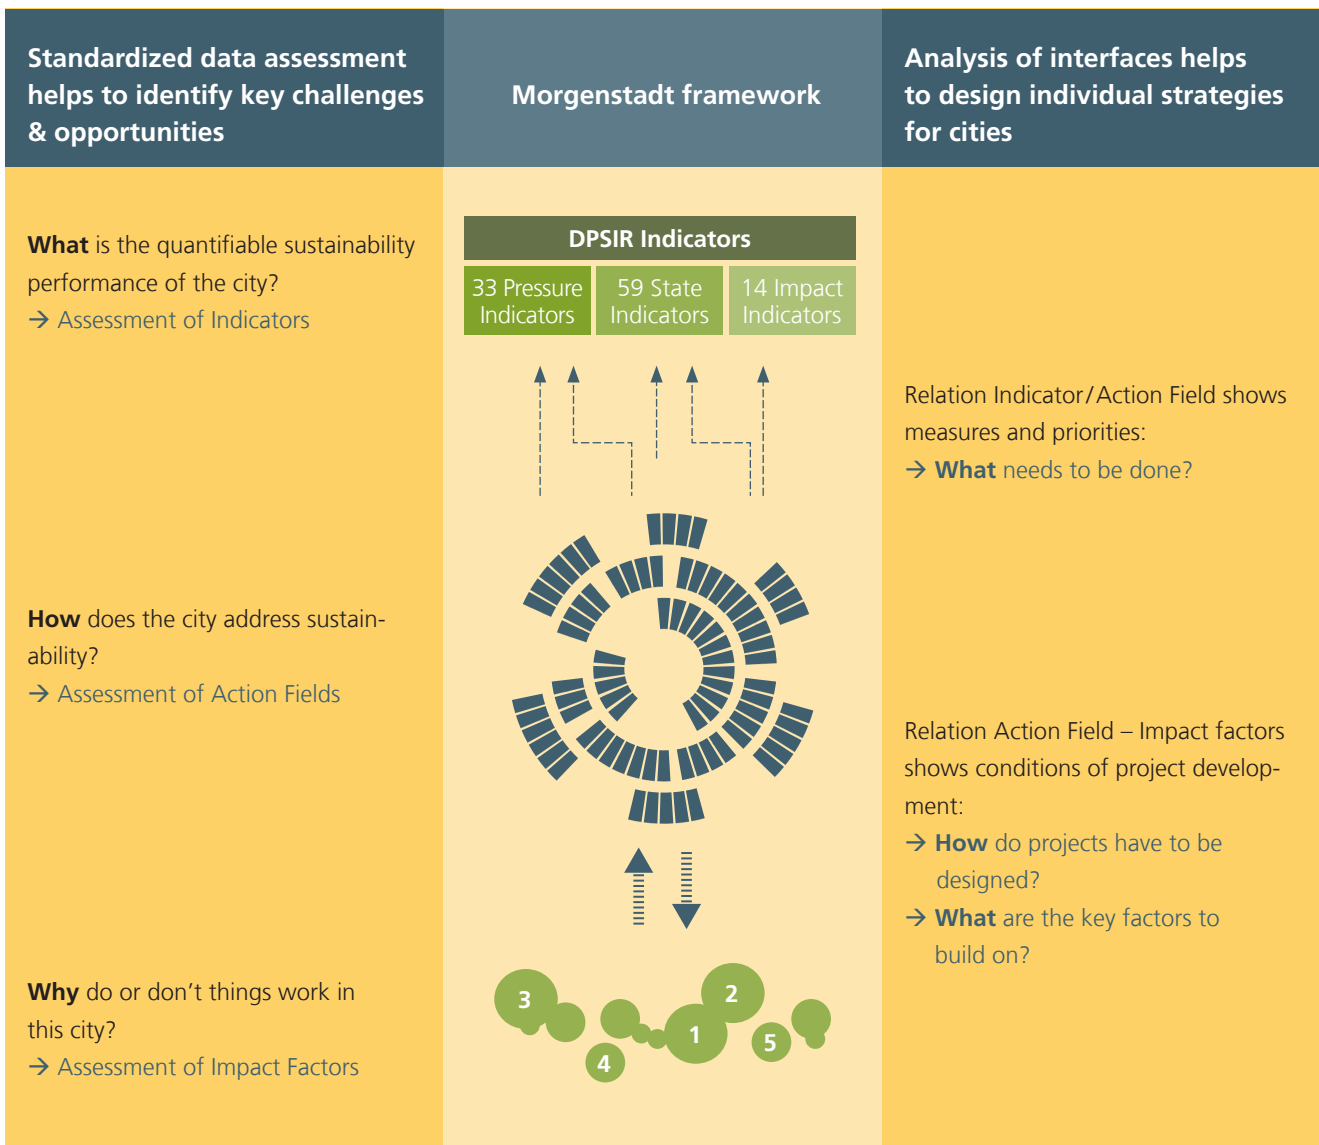 Standardized data assessment
helps to identify key challenges
& opportunities
Morgenstadt framework
Analysis of interfaces helps
to design individual strategies
for cities
What is the quantifiable sustainability
performance of the city?
→ Assessment of Indicators
How does the city address sustain-
ability?
→ Assessment of Action Fields
Why do or don't things work in
this city?
→ Assessment of Impact Factors
DPSIR Indicators
33 Pressure
Indicators
59 State
Indicators
14 Impact
Indicators
3
2
1
5
4
Relation Indicator/Action Field shows
measures and priorities:
→ What needs to be done?
Relation Action Field – Impact factors
shows conditions of project develop-
ment:
→ How do projects have to be
designed?
→ What are the key factors to
build on?